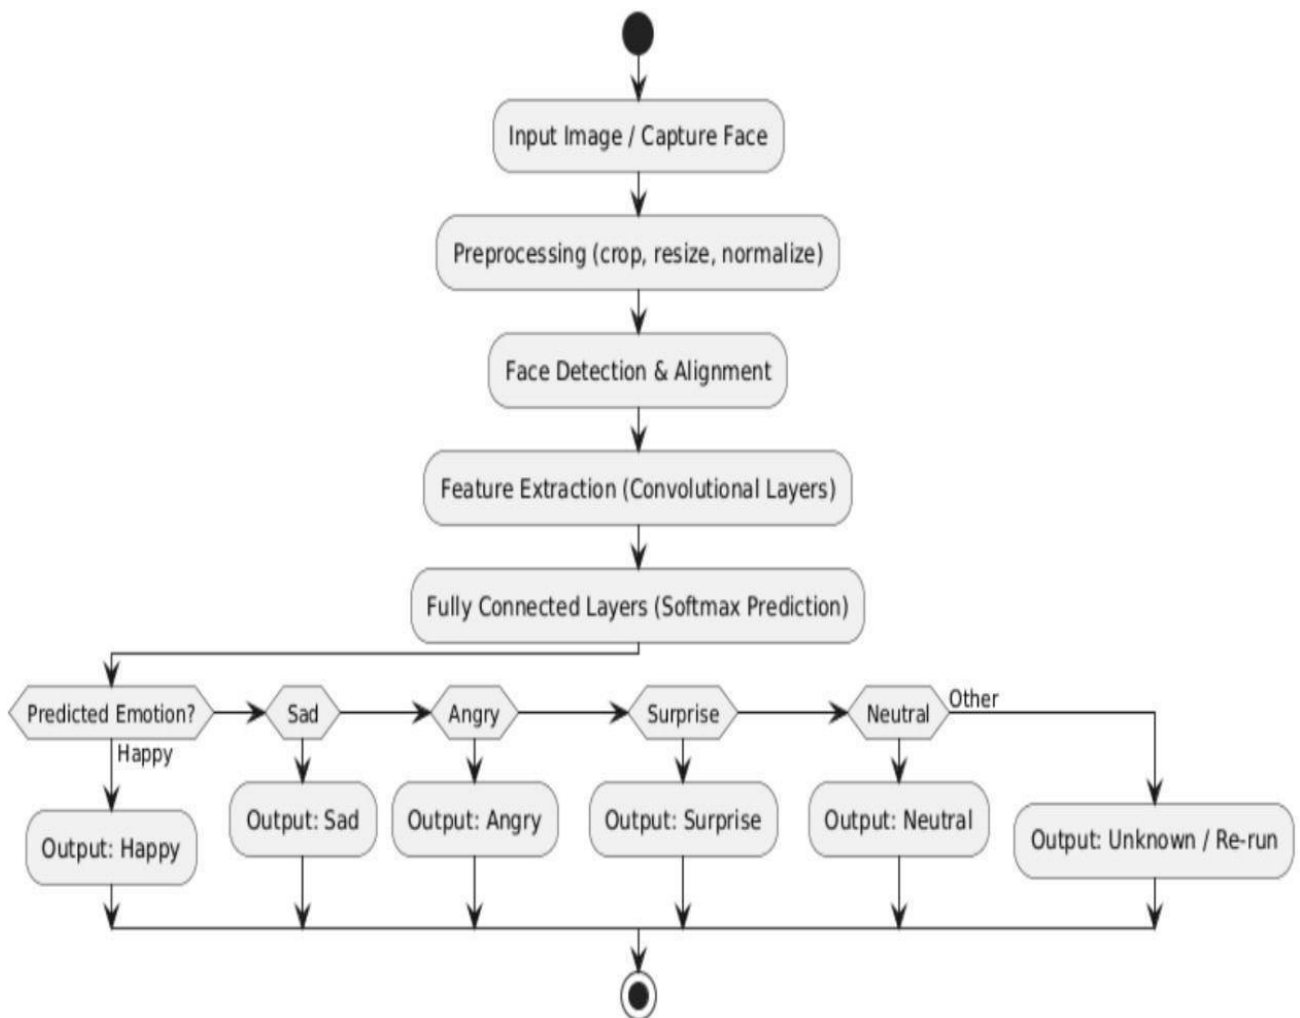 Input Image / Capture Face
Preprocessing (crop, resize, normalize)
Face Detection & Alignment
Feature Extraction (Convolutional Layers)
Fully Connected Layers (Softmax Prediction)
Predicted Emotion?
Sad
Angry
Surprise
Neutral
Other
Happy
Output: Happy
Output: Sad
Output: Angry
Output: Surprise
Output: Neutral
Output: Unknown / Re-run